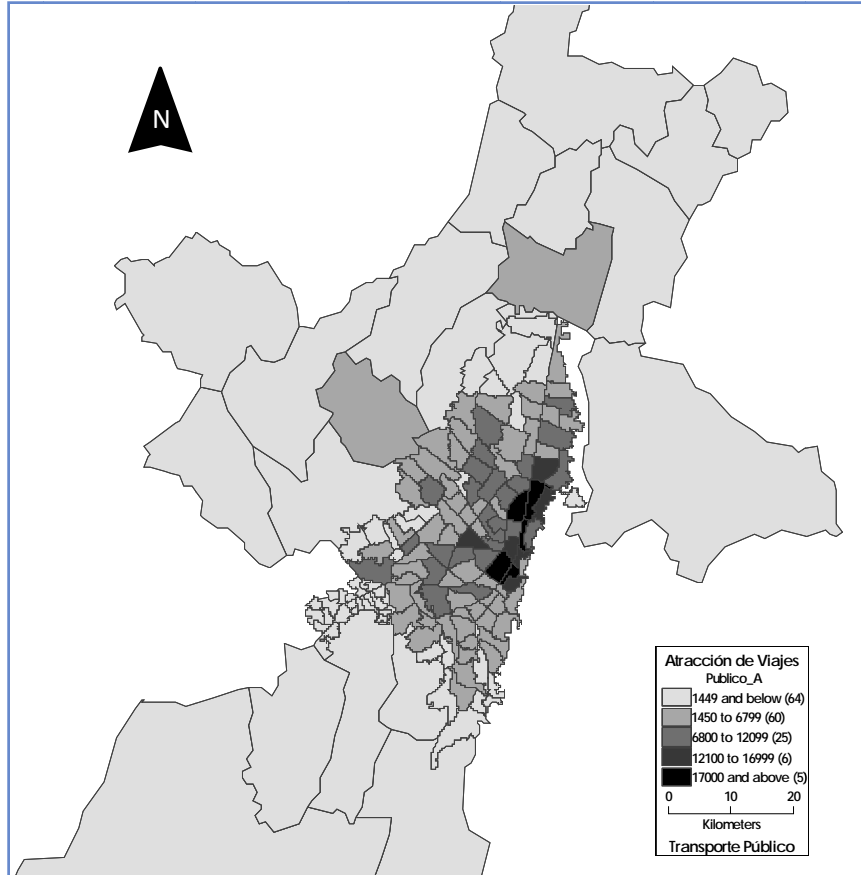 N
Atracción de Viajes
Publico_A
1449 and below (64)
1450 to 6799 (60)
6800 to 12099 (25)
12100 to 16999 (6)
17000 and above (5)
0 10 20
Kilometers
Transporte Público